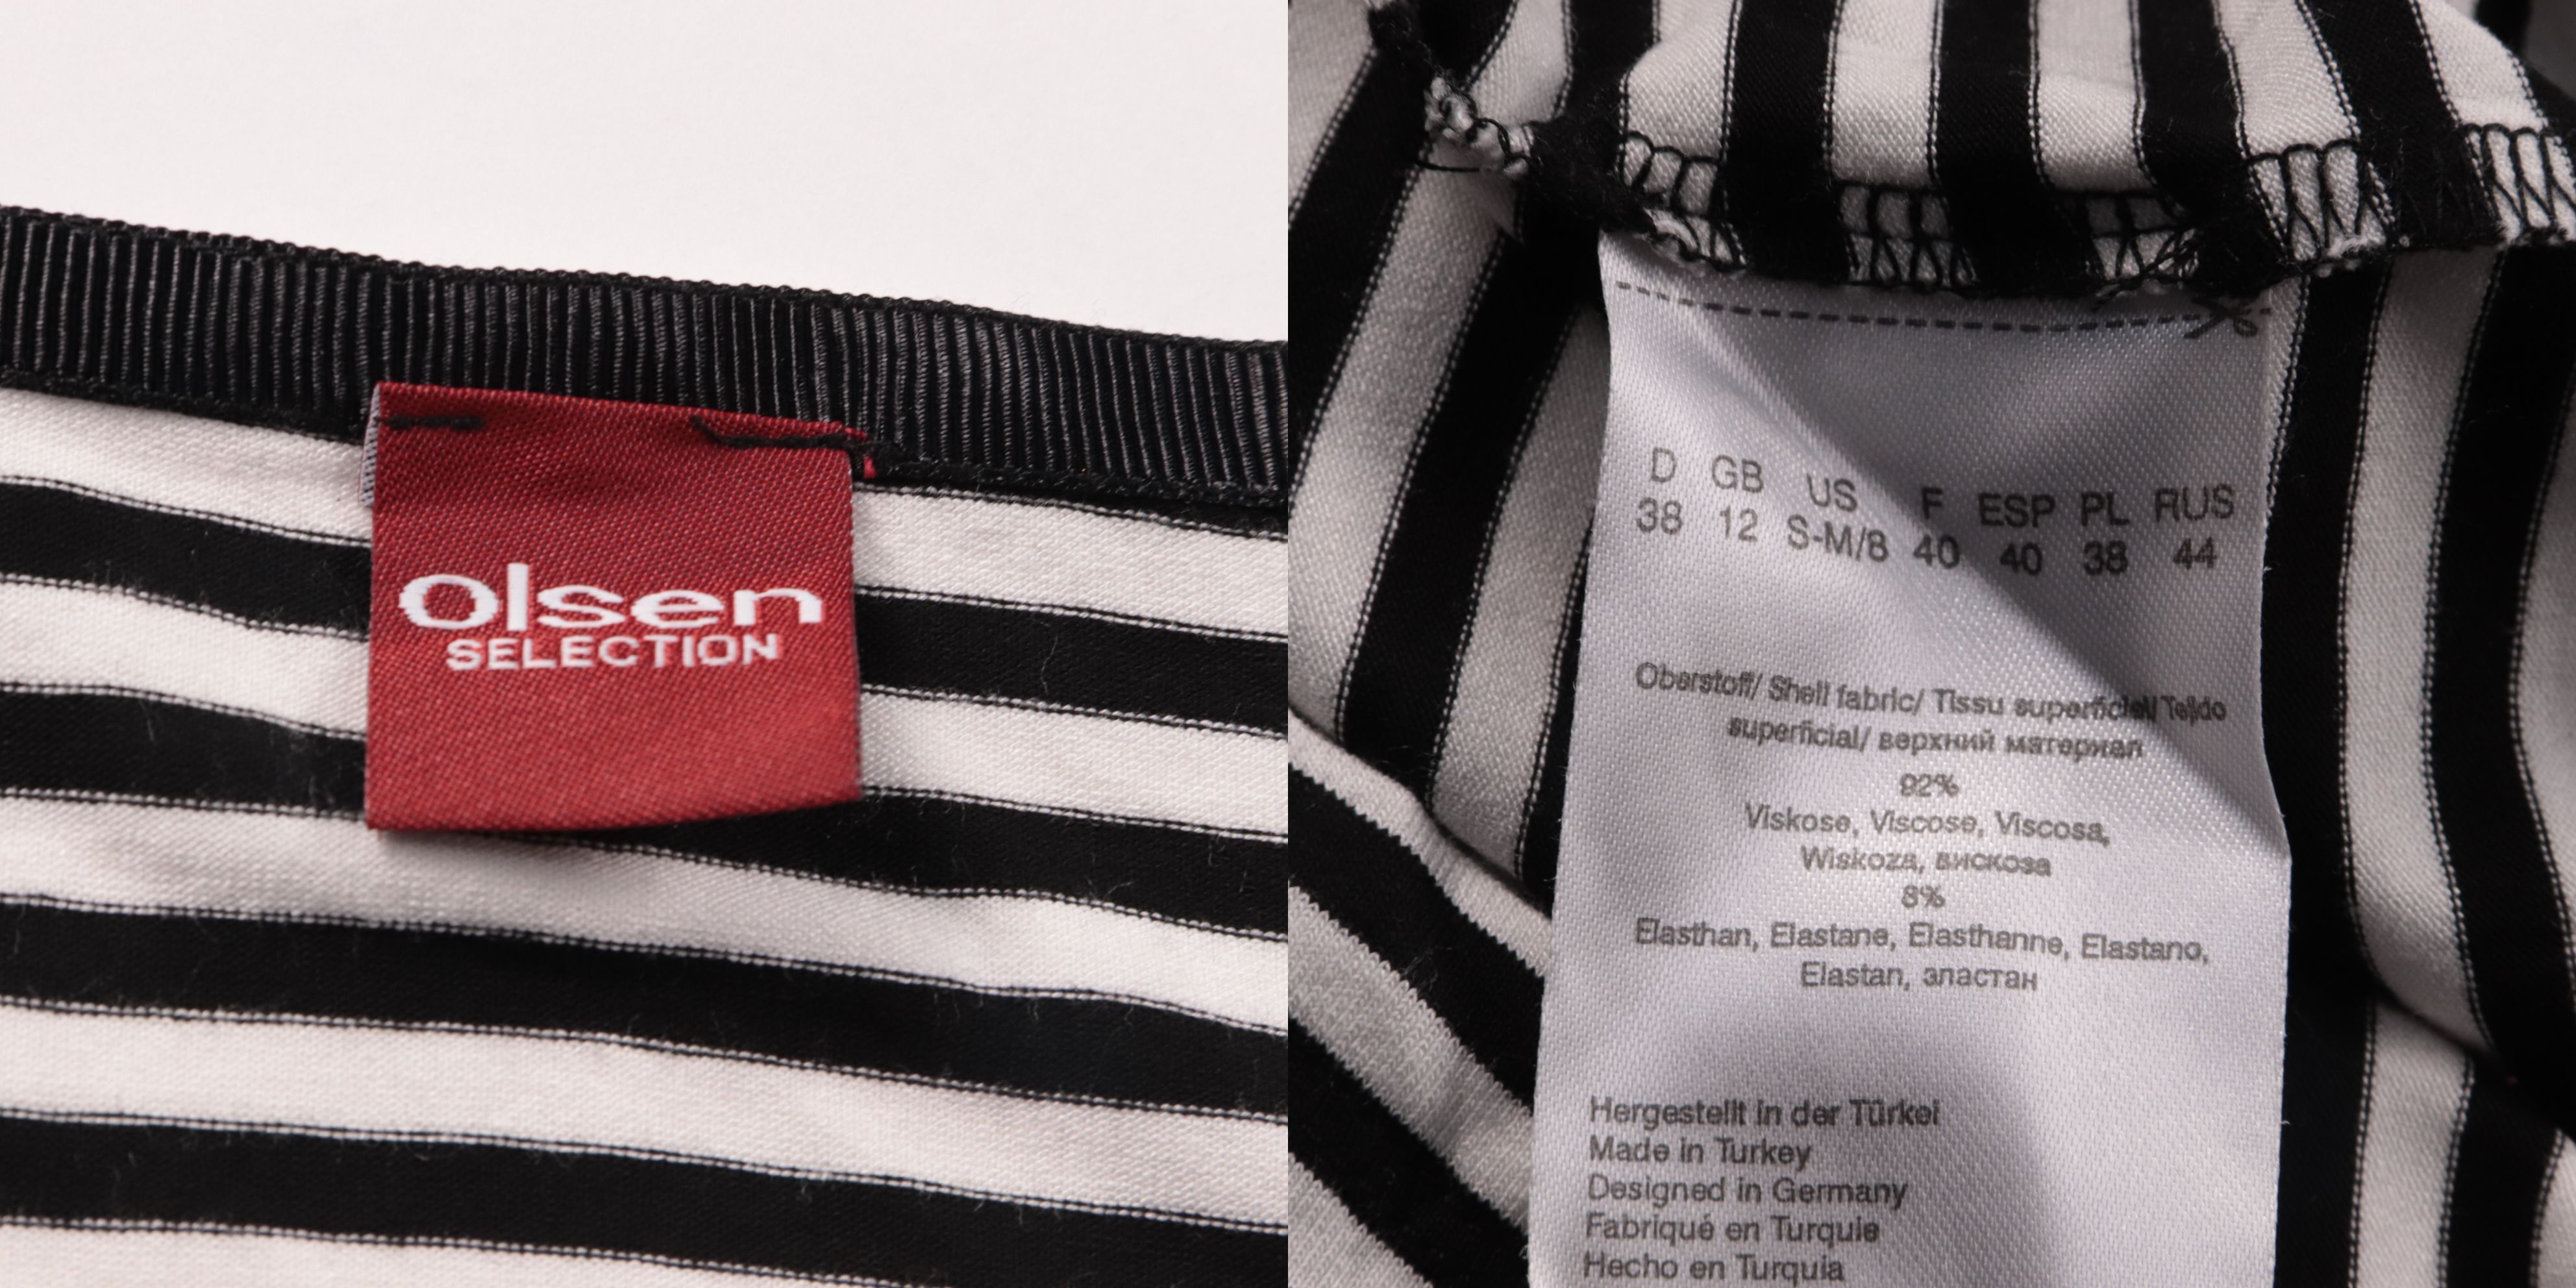 Olsen
SELECTION
D GB US F ESP PL RUS
38 12 S-M/8 40 40 38 44
Oberstoff/ Shell fabric/ Tissu superficiel/ Tejido
superficial/ верхний материал
92%
Viskose, Viscose, Viscosa,
Wiskoza, вискоза
8%
Elasthan, Elastane, Elasthanne, Elastano,
Elastan, эластан
Hergestellt in der Türkei
Made in Turkey
Designed in Germany
Fabriqué en Turquie
Hecho en Turquia